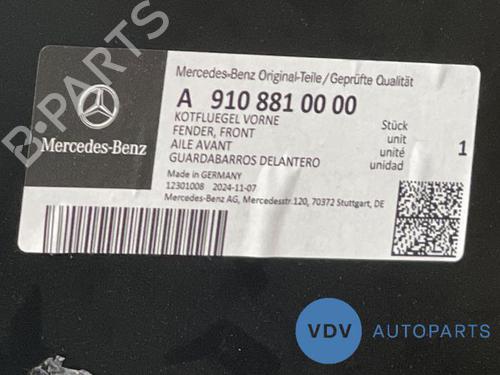 Mercedes-Benz Original-Teile/Geprüfte Qualität
A 910 881 00 00
KOTFLUEGEL VORNE
FENDER, FRONT
AILE AVANT
GUARDABARROS DELANTERO
Stück
unit
unité
unidad
1
Made in GERMANY
12301008 2024-11-07
Mercedes-Benz AG, Mercedesstr.120, 70372 Stuttgart, DE
Mercedes-Benz
B-PARTS
VDV AUTOPARTS